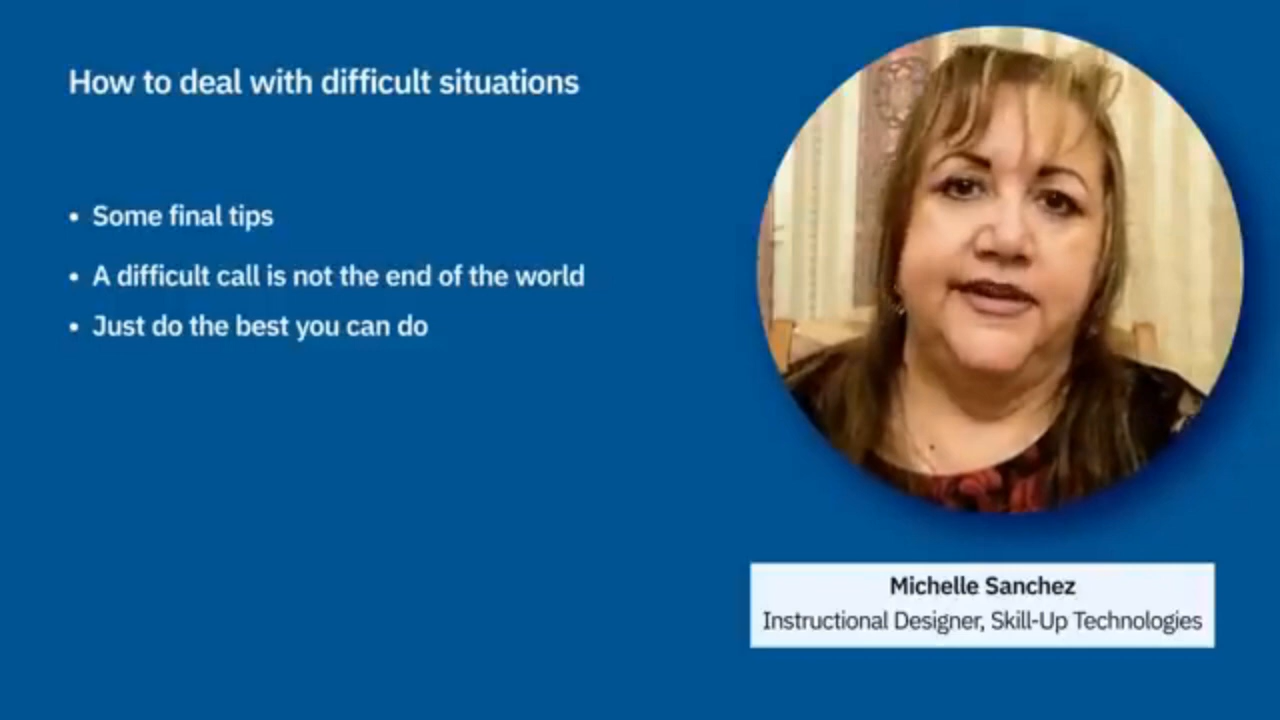 How to deal with difficult situations
• Some final tips
• A difficult call is not the end of the world
• Just do the best you can do
Michelle Sanchez
Instructional Designer, Skill-Up Technologies